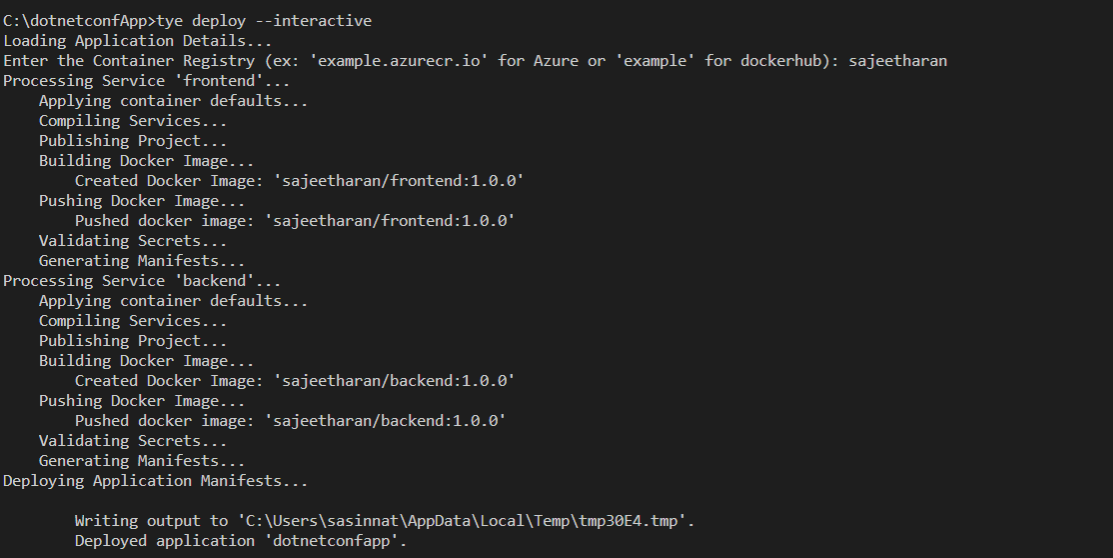 C:\dotnetconfApp>tye deploy --interactive
Loading Application Details...
Enter the Container Registry (ex: 'example.azurecr.io' for Azure or 'example' for dockerhub): sajeetharan
Processing Service 'frontend'...
    Applying container defaults...
    Compiling Services...
    Publishing Project...
    Building Docker Image...
        Created Docker Image: 'sajeetharan/frontend:1.0.0'
    Pushing Docker Image...
        Pushed docker image: 'sajeetharan/frontend:1.0.0'
    Validating Secrets...
    Generating Manifests...
Processing Service 'backend'...
    Applying container defaults...
    Compiling Services...
    Publishing Project...
    Building Docker Image...
        Created Docker Image: 'sajeetharan/backend:1.0.0'
    Pushing Docker Image...
        Pushed docker image: 'sajeetharan/backend:1.0.0'
    Validating Secrets...
    Generating Manifests...
Deploying Application Manifests...
        Writing output to 'C:\Users\sasinnat\AppData\Local\Temp\tmp30E4.tmp'.
        Deployed application 'dotnetconfapp'.